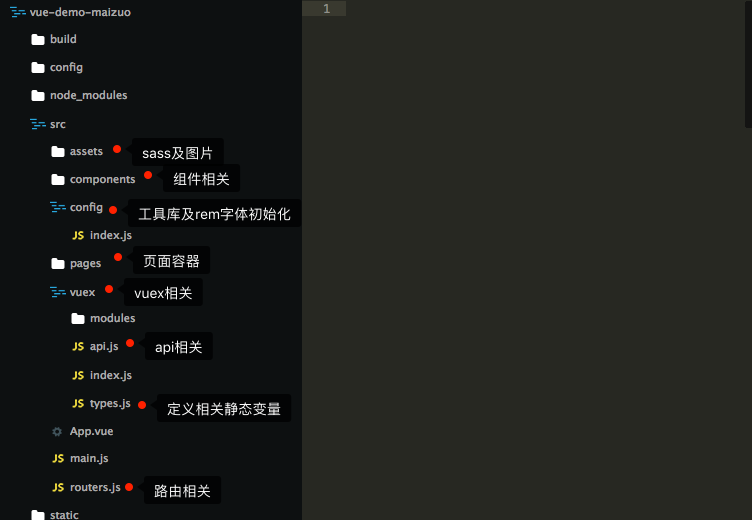 vue-demo-maizuo
1
build
config
node_modules
src
assets
sass及图片
components
组件相关
config
工具库及rem字体初始化
JS index.js
pages
页面容器
vuex
vuex相关
modules
JS api.js
api相关
JS index.js
JS types.js
定义相关静态变量
App.vue
JS main.js
JS routers.js
路由相关
static